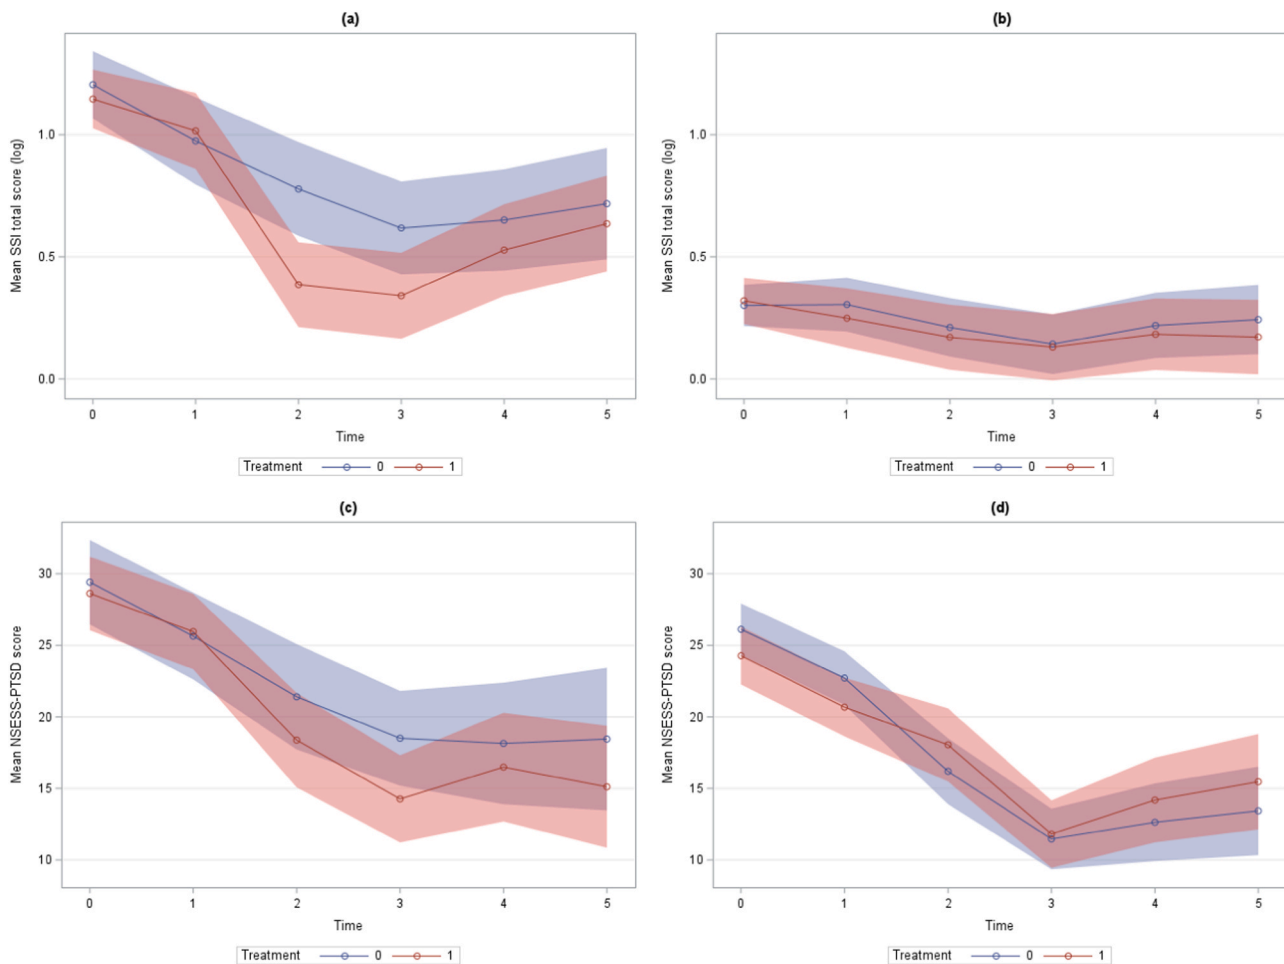 (a)
Mean SSI total score (log)
1.0
0.5
0.0
0 1 2 3 4 5
Time
Treatment 0 1
(b)
Mean SSI total score (log)
1.0
0.5
0.0
0 1 2 3 4 5
Time
Treatment 0 1
(c)
Mean NSESS-PTSD score
30
25
20
15
10
0 1 2 3 4 5
Time
Treatment 0 1
(d)
Mean NSESS-PTSD score
30
25
20
15
10
0 1 2 3 4 5
Time
Treatment 0 1